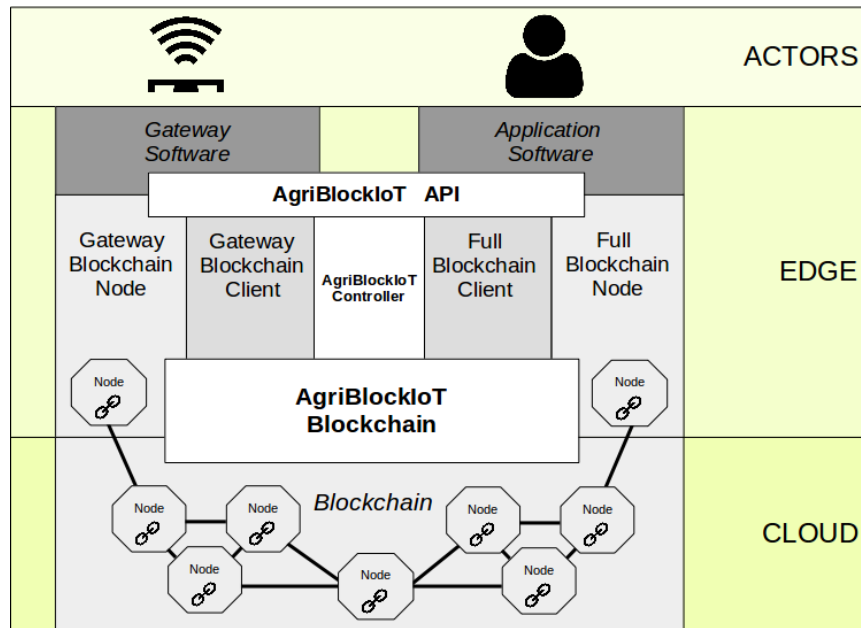 ACTORS
Gateway
Software
Application
Software
AgriBlockIoT API
Gateway
Blockchain
Node
Gateway
Blockchain
Client
AgriBlockIoT
Controller
Full
Blockchain
Client
Full
Blockchain
Node
EDGE
Node
Node
AgriBlockIoT
Blockchain
Blockchain
Node
Node
Node
Node
CLOUD
Node
Node
Node